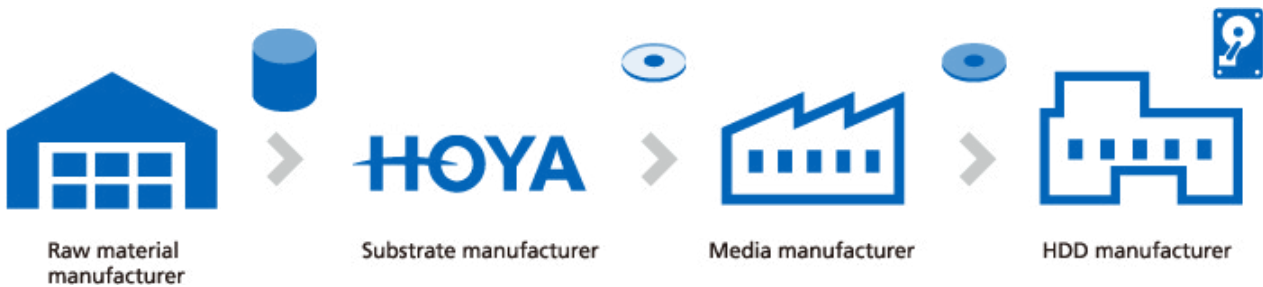 HOYA
Raw material
manufacturer
Substrate manufacturer
Media manufacturer
HDD manufacturer